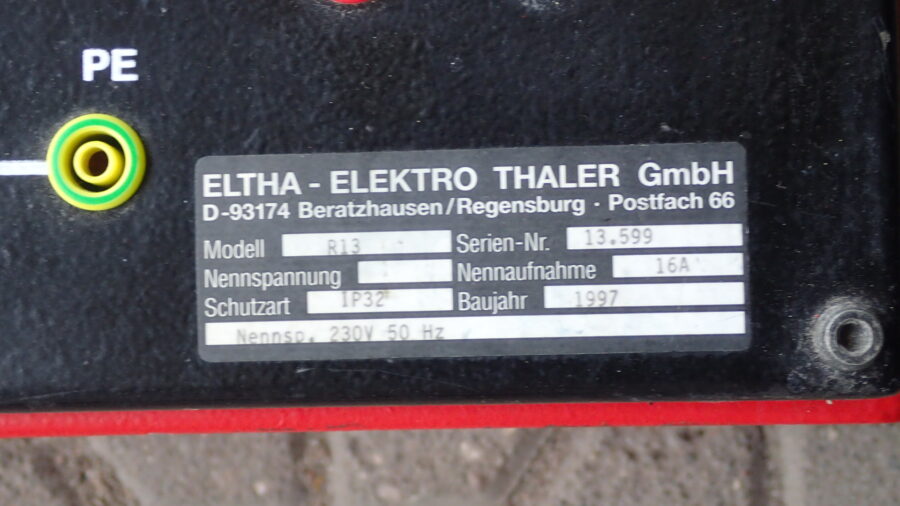 PE
ELTHA - ELEKTRO THALER GmbH
D-93174 Beratzhausen/Regensburg · Postfach 66
Modell R13 Serien-Nr. 13.599
Nennspannung Nennaufnahme 16A
Schutzart IP32 Baujahr 1997
Nennsp. 230V 50 Hz